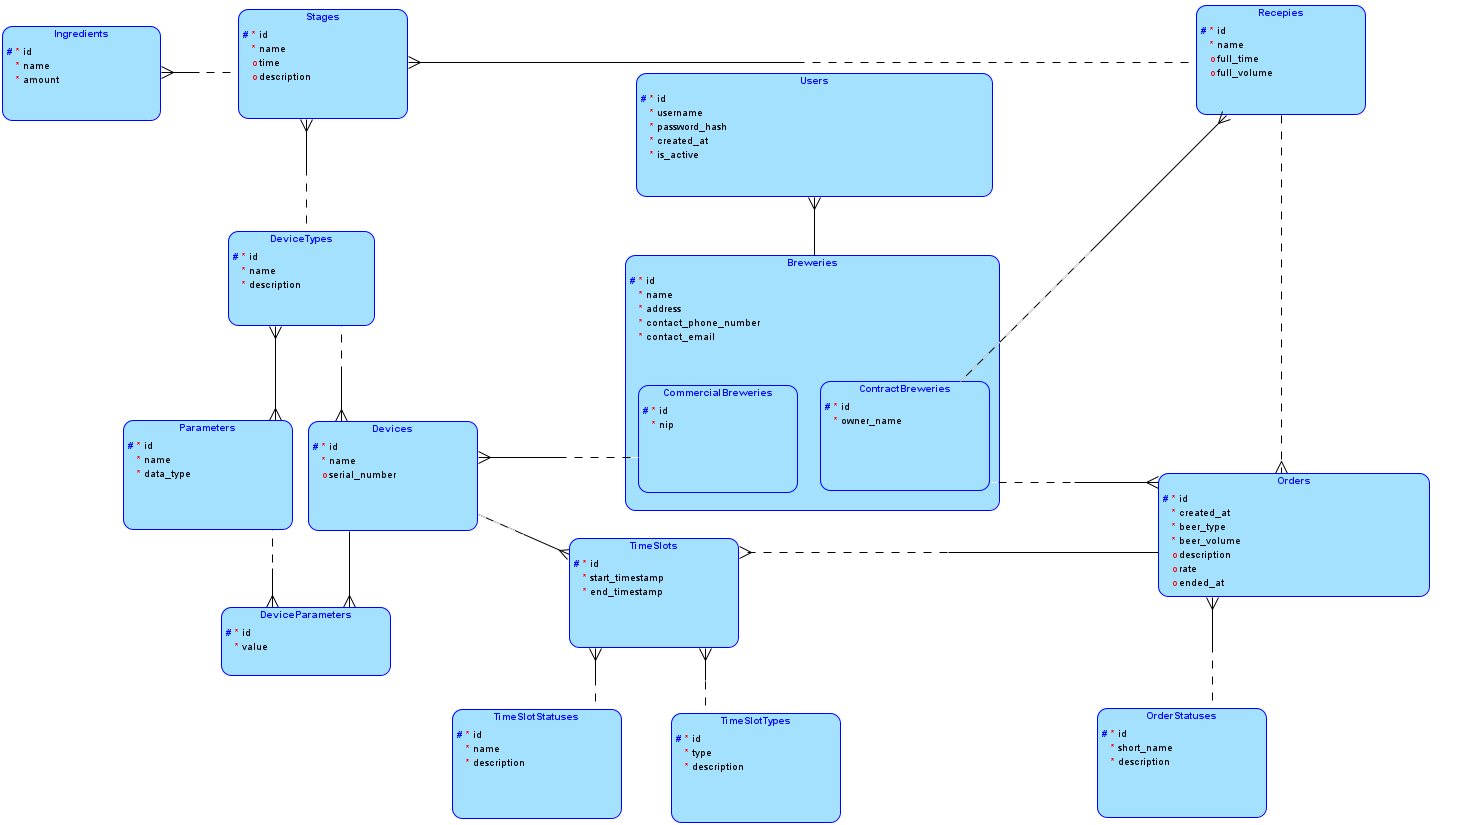 Ingredients
# * id
* name
* amount
Stages
# * id
* name
o time
o description
Recepies
# * id
* name
o full_time
o full_volume
Users
# * id
* username
* password_hash
* created_at
* is_active
DeviceTypes
# * id
* name
* description
Breweries
# * id
* name
* address
* contact_phone_number
* contact_email
CommercialBreweries
# * id
* nip
ContractBreweries
# * id
* owner_name
Parameters
# * id
* name
* data_type
Devices
# * id
* name
o serial_number
Orders
# * id
* created_at
* beer_type
* beer_volume
o description
o rate
o ended_at
TimeSlots
# * id
* start_timestamp
* end_timestamp
DeviceParameters
# * id
* value
TimeSlotStatuses
# * id
* name
* description
TimeSlotTypes
# * id
* type
* description
OrderStatuses
# * id
* short_name
* description